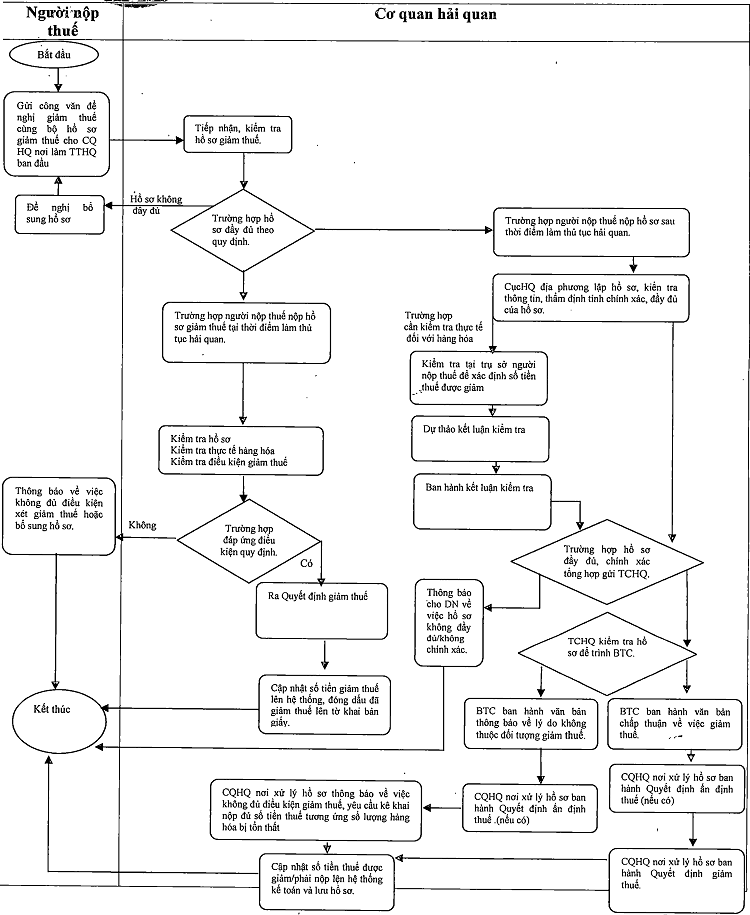 Người nộp
thuế
Cơ quan hải quan
Bắt đầu
Gửi công văn đề
nghị giảm thuế
cùng bộ hồ sơ
giảm thuế cho CQ
HQ nơi làm TTHQ
ban đầu
Tiếp nhận, kiểm tra
hồ sơ giảm thuế.
Hồ sơ không
đầy đủ
Đề nghị bổ
sung hồ sơ
Trường hợp hồ
sơ đầy đủ theo
quy định.
Trường hợp người nộp thuế nộp hồ sơ sau
thời điểm làm thủ tục hải quan.
CụcHQ địa phương lập hồ sơ, kiển tra
thông tin, thẩm định tính chính xác, đầy đủ
của hồ sơ.
Trường hợp người nộp thuế nộp hồ
sơ giảm thuế tại thời điểm làm thủ
tục hải quan.
Trường hợp
cần kiểm tra thực tế
đối với hàng hóa
Kiểm tra tại trụ sở người
nộp thuế để xác định số tiền
thuế được giảm
Dự thảo kết luận kiểm tra
Ban hành kết luận kiểm tra
Kiểm tra hồ sơ
Kiểm tra thực tế hàng hóa
Kiểm tra điều kiện giảm thuế
Thông báo về việc
không đủ điều kiện
xét giảm thuế hoặc
bổ sung hồ sơ.
Không
Trường hợp
đáp ứng điều
kiện quy định.
Có
Trường hợp hồ sơ
đầy đủ, chính xác
tổng hợp gửi TCHQ.
Ra Quyết định giảm thuế
Thông báo
cho DN về
việc hồ sơ
không đầy
đủ/không
chính xác.
TCHQ kiểm tra hồ
sơ để trình BTC.
Cập nhật số tiền giảm thuế
lên hệ thống, đóng dấu đã
giảm thuế lên tờ khai bản
giấy.
Kết thúc
BTC ban hành văn bản
thông báo về lý do không
thuộc đối tượng giảm thuế.
BTC ban hành văn bản
chấp thuận về việc giảm
thuế.
CQHQ nơi xử lý hồ sơ thông báo về việc
không đủ điều kiện giảm thuế, yêu cầu kê khai
nộp đủ số tiền thuế tương ứng số lượng hàng
hóa bị tổn thất
CQHQ nơi xử lý hồ sơ ban
hành Quyết định ấn định
thuế .(nếu có)
CQHQ nơi xử lý hồ sơ ban
hành Quyết định ấn định
thuế (nếu có)
Cập nhật số tiền thuế được
giảm/phải nộp lên hệ thống
kế toán và lưu hồ sơ.
CQHQ nơi xử lý hồ sơ ban
hành Quyết định giảm
thuế.